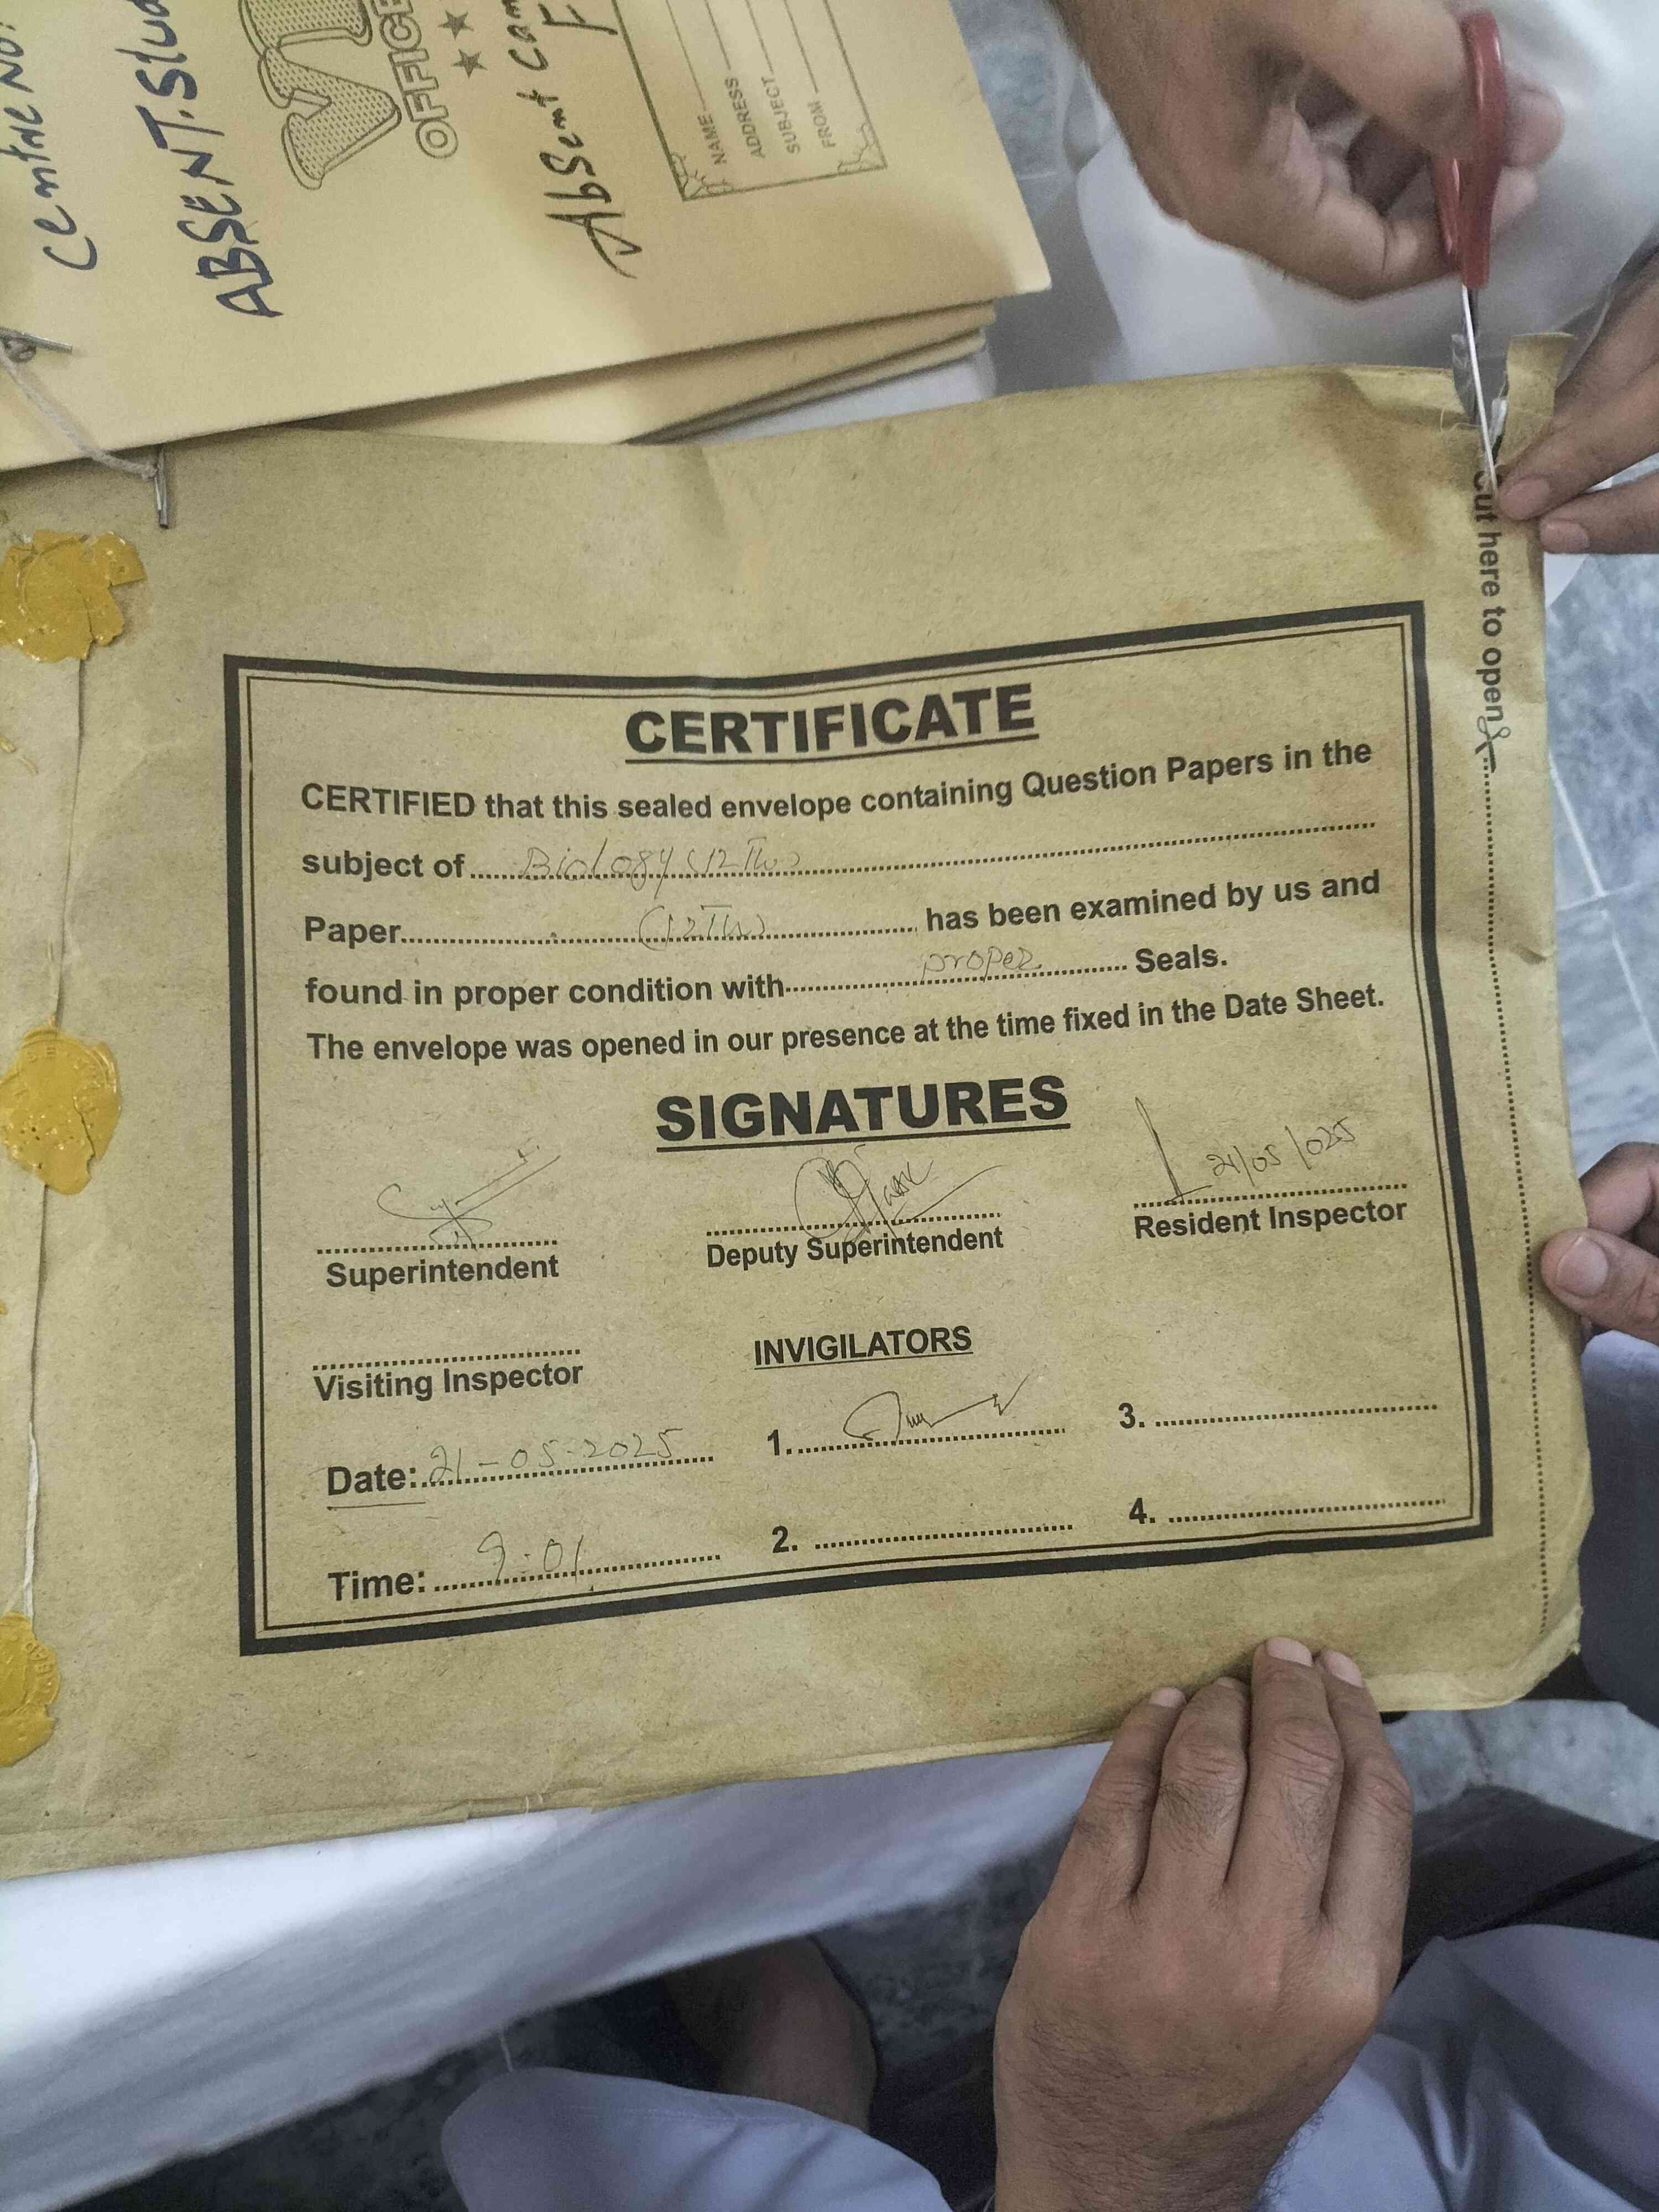 Centre No.
ABSENT.Stud
OFFICE
Absent Cam
F
NAME
ADDRESS
SUBJECT
FROM
Cut here to open
CERTIFICATE
CERTIFIED that this sealed envelope containing Question Papers in the
subject of Biology (12
Paper (12 has been examined by us and
found in proper condition with proper Seals.
The envelope was opened in our presence at the time fixed in the Date Sheet.
SIGNATURES
21/05/025
Superintendent Deputy Superintendent Resident Inspector
INVIGILATORS
Visiting Inspector
Date: 21-05-2025 1. 3.
Time: 9:01 2. 4.